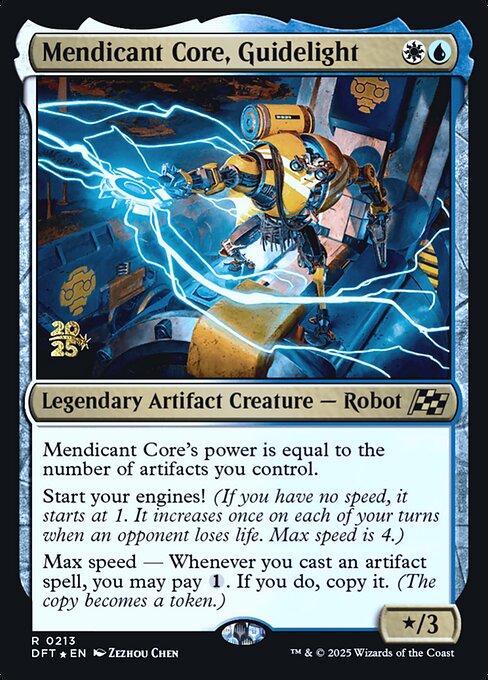 Mendicant Core, Guidelight
2025
Legendary Artifact Creature — Robot
Mendicant Core's power is equal to the
number of artifacts you control.
Start your engines! (If you have no speed, it
starts at 1. It increases once on each of your turns
when an opponent loses life. Max speed is 4.)
Max speed — Whenever you cast an artifact
spell, you may pay 1. If you do, copy it. (The
copy becomes a token.)
★/3
R 0213
DFT ★ EN Zezhou Chen
™ & © 2025 Wizards of the Coast